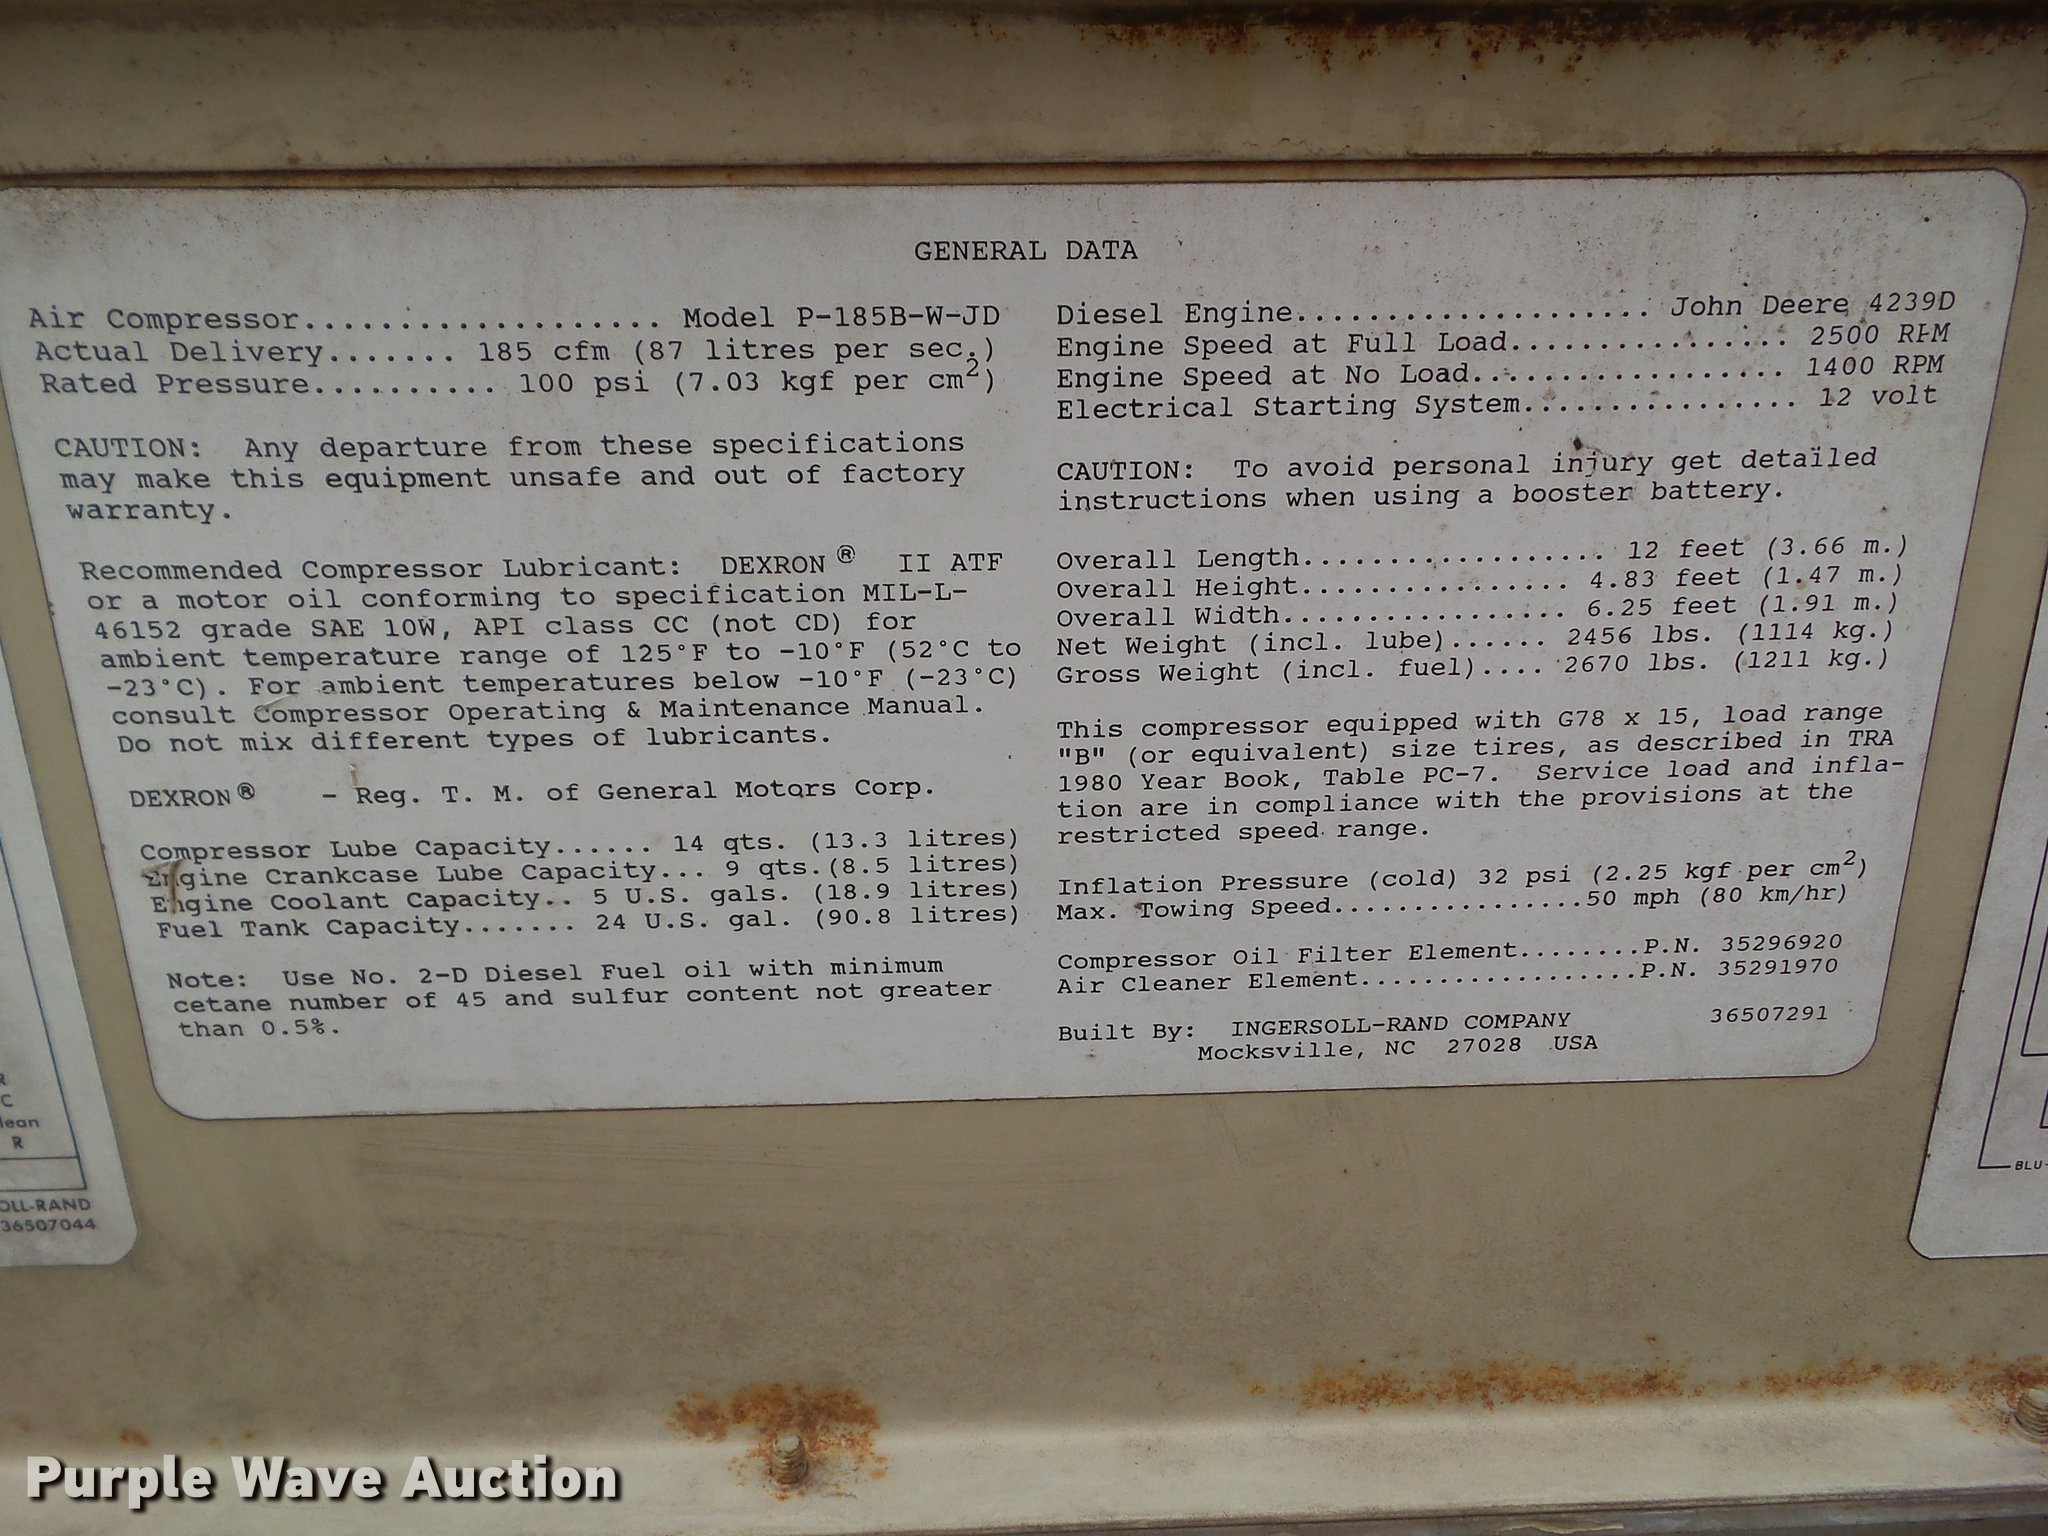 GENERAL DATA
Air Compressor................... Model P-185B-W-JD
Actual Delivery....... 185 cfm (87 litres per sec.)
Rated Pressure.......... 100 psi (7.03 kgf per cm2)
CAUTION: Any departure from these specifications
may make this equipment unsafe and out of factory
warranty.
Recommended Compressor Lubricant: DEXRON® II ATF
or a motor oil conforming to specification MIL-L-
46152 grade SAE 10W, API class CC (not CD) for
ambient temperature range of 125°F to -10°F (52°C to
-23°C). For ambient temperatures below -10°F (-23°C)
consult Compressor Operating & Maintenance Manual.
Do not mix different types of lubricants.
DEXRON® - Reg. T. M. of General Motors Corp.
Compressor Lube Capacity...... 14 qts. (13.3 litres)
Engine Crankcase Lube Capacity... 9 qts.(8.5 litres)
Engine Coolant Capacity.. 5 U.S. gals. (18.9 litres)
Fuel Tank Capacity....... 24 U.S. gal. (90.8 litres)
Note: Use No. 2-D Diesel Fuel oil with minimum
cetane number of 45 and sulfur content not greater
than 0.5%.
Diesel Engine.................... John Deere 4239D
Engine Speed at Full Load................ 2500 RPM
Engine Speed at No Load.................. 1400 RPM
Electrical Starting System................ 12 volt
CAUTION: To avoid personal injury get detailed
instructions when using a booster battery.
Overall Length.................. 12 feet (3.66 m.)
Overall Height................ 4.83 feet (1.47 m.)
Overall Width................. 6.25 feet (1.91 m.)
Net Weight (incl. lube)...... 2456 lbs. (1114 kg.)
Gross Weight (incl. fuel).... 2670 lbs. (1211 kg.)
This compressor equipped with G78 x 15, load range
"B" (or equivalent) size tires, as described in TRA
1980 Year Book, Table PC-7. Service load and infla-
tion are in compliance with the provisions at the
restricted speed range.
Inflation Pressure (cold) 32 psi (2.25 kgf per cm2)
Max. Towing Speed................50 mph (80 km/hr)
Compressor Oil Filter Element........P.N. 35296920
Air Cleaner Element.................P.N. 35291970
Built By: INGERSOLL-RAND COMPANY 36507291
Mocksville, NC 27028 USA
R
C
lean
R
OLL-RAND
36507044
BLU-
Purple Wave Auction